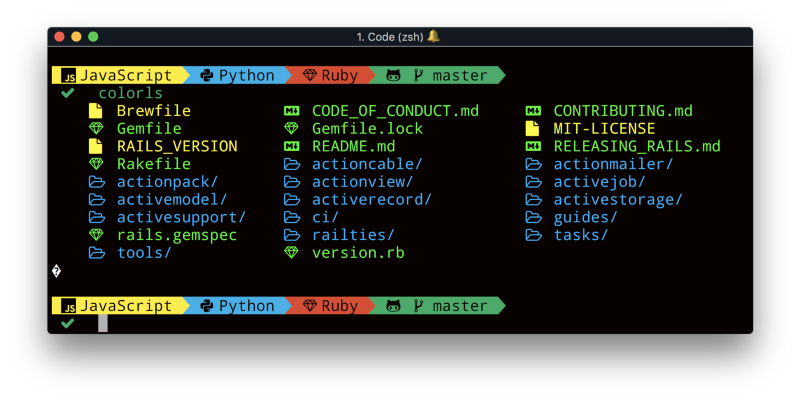 1. Code (zsh)
JS JavaScript Python Ruby master
colorls
Brewfile CODE_OF_CONDUCT.md CONTRIBUTING.md
Gemfile Gemfile.lock MIT-LICENSE
RAILS_VERSION README.md RELEASING_RAILS.md
Rakefile actioncable/ actionmailer/
actionpack/ actionview/ activejob/
activemodel/ activerecord/ activestorage/
activesupport/ ci/ guides/
rails.gemspec railties/ tasks/
tools/ version.rb
�
JS JavaScript Python Ruby master